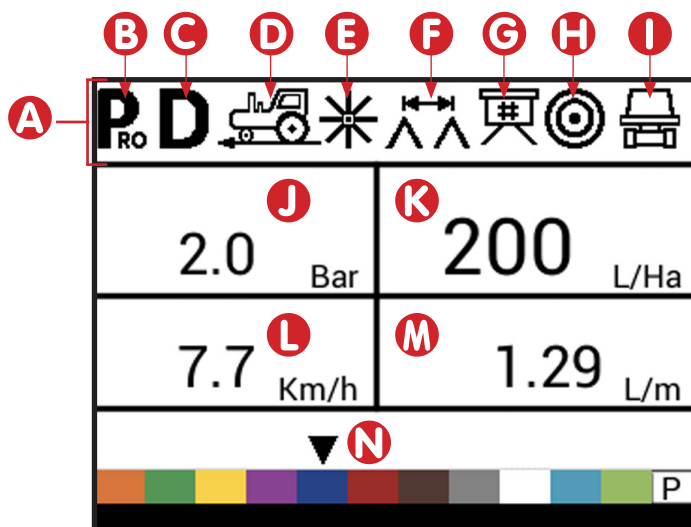 B C D E F G H I
A PRO D #
J K
2.0 Bar 200 L/Ha
L M
7.7 Km/h 1.29 L/m
N
P